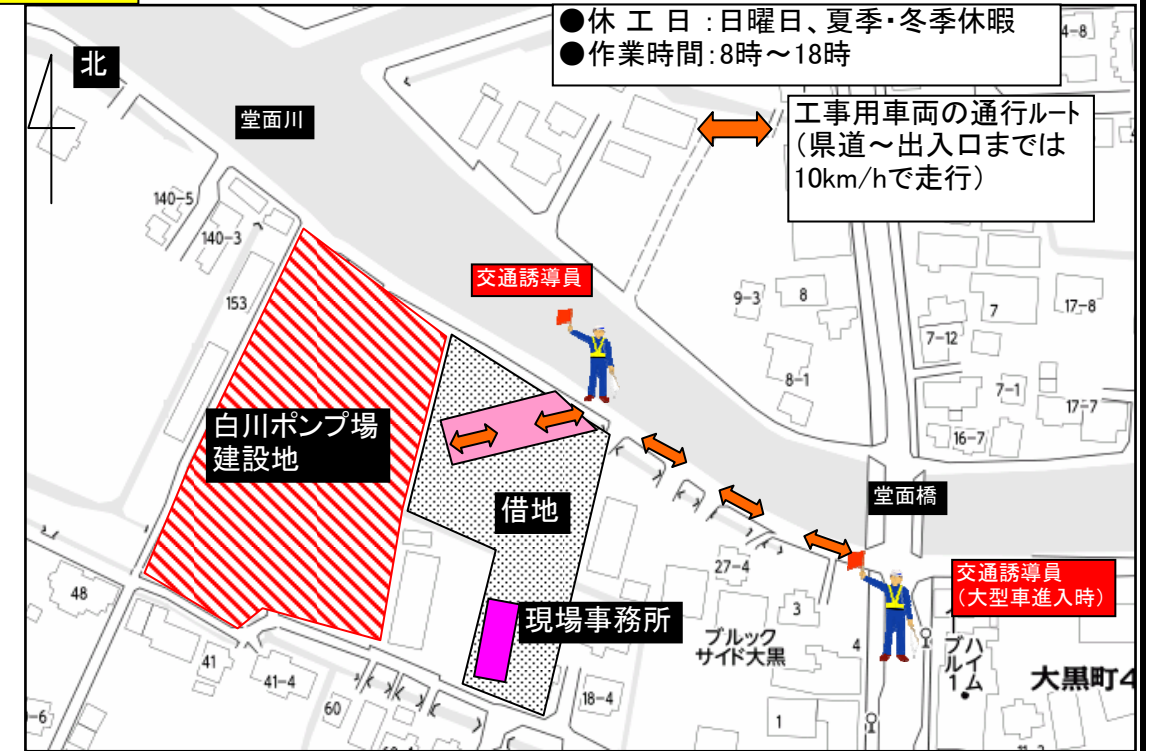 ●休 工 日 :日曜日、夏季・冬季休暇
●作業時間:8時～18時
4-8
北
工事用車両の通行ルート
(県道～出入口までは
10km/hで走行)
堂面川
140-5
140-3
153
交通誘導員
9-3
8
7
17-8
7-12
8-1
7-1
17-7
16-7
白川ポンプ場
建設地
借地
堂面橋
27-4
交通誘導員
(大型車進入時)
48
3
現場事務所
ブルック
サイド大黒
4
ハイム
ブル1
大黒町4
41
41-4
60
18-4
1